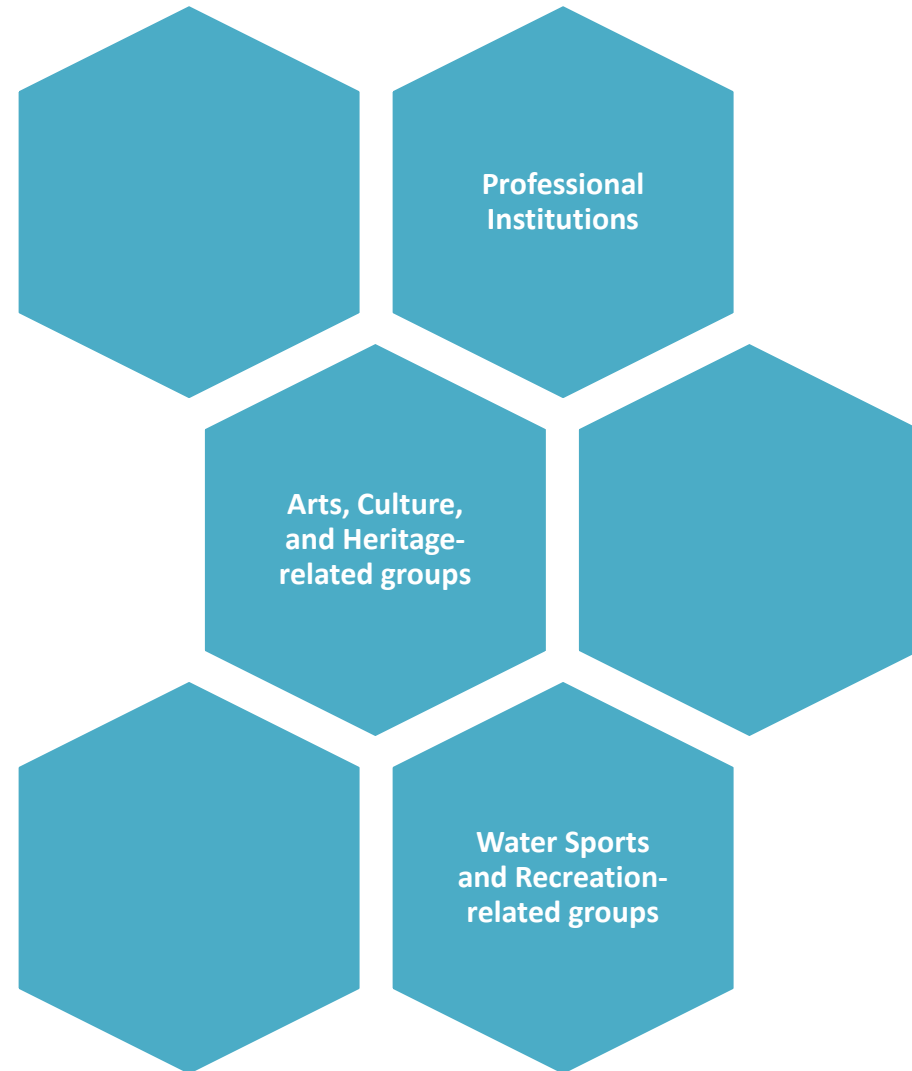 Professional
Institutions
Arts, Culture,
and Heritage-
related groups
Water Sports
and Recreation-
related groups